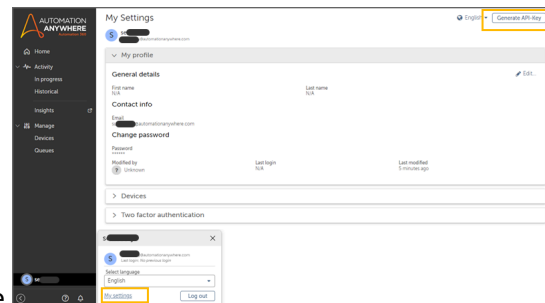 AUTOMATION
ANYWHERE
Automation 360
My Settings
English
Generate API-Key
se
@automationanywhere.com
Home
Activity
In progress
Historical
Insights
Manage
Devices
Queues
My profile
General details
Edit...
First name
N/A
Last name
N/A
Contact info
Email
@automationanywhere.com
Change password
Password
******
Modified by
? Unknown
Last login
N/A
Last modified
5 minutes ago
Devices
Two factor authentication
s
S
@automationanywhere.com
Last login: No previous login
Select language
English
My settings
Log out
S se
e